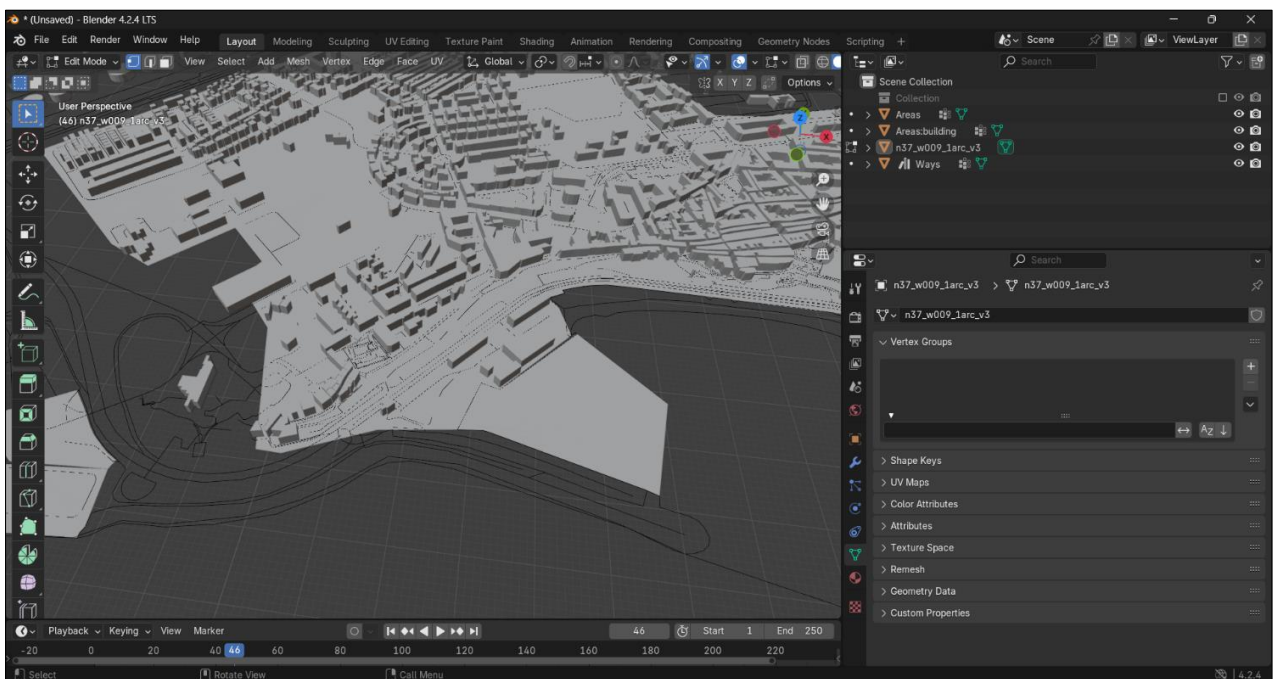 * (Unsaved) - Blender 4.2.4 LTS
File Edit Render Window Help Layout Modeling Sculpting UV Editing Texture Paint Shading Animation Rendering Compositing Geometry Nodes Scripting + Scene ViewLayer
Edit Mode View Select Add Mesh Vertex Edge Face UV Global Search
X Y Z Options
User Perspective
(46) n37_w009_1arc_v3
Z
X
Scene Collection
Collection
Areas
Areas:building
n37_w009_1arc_v3
Ways
Search
n37_w009_1arc_v3 > n37_w009_1arc_v3
n37_w009_1arc_v3
Vertex Groups
Shape Keys
UV Maps
Color Attributes
Attributes
Texture Space
Remesh
Geometry Data
Custom Properties
Playback Keying View Marker 46 Start 1 End 250
-20 0 20 40 46 60 80 100 120 140 160 180 200 220
Select Rotate View Call Menu 4.2.4